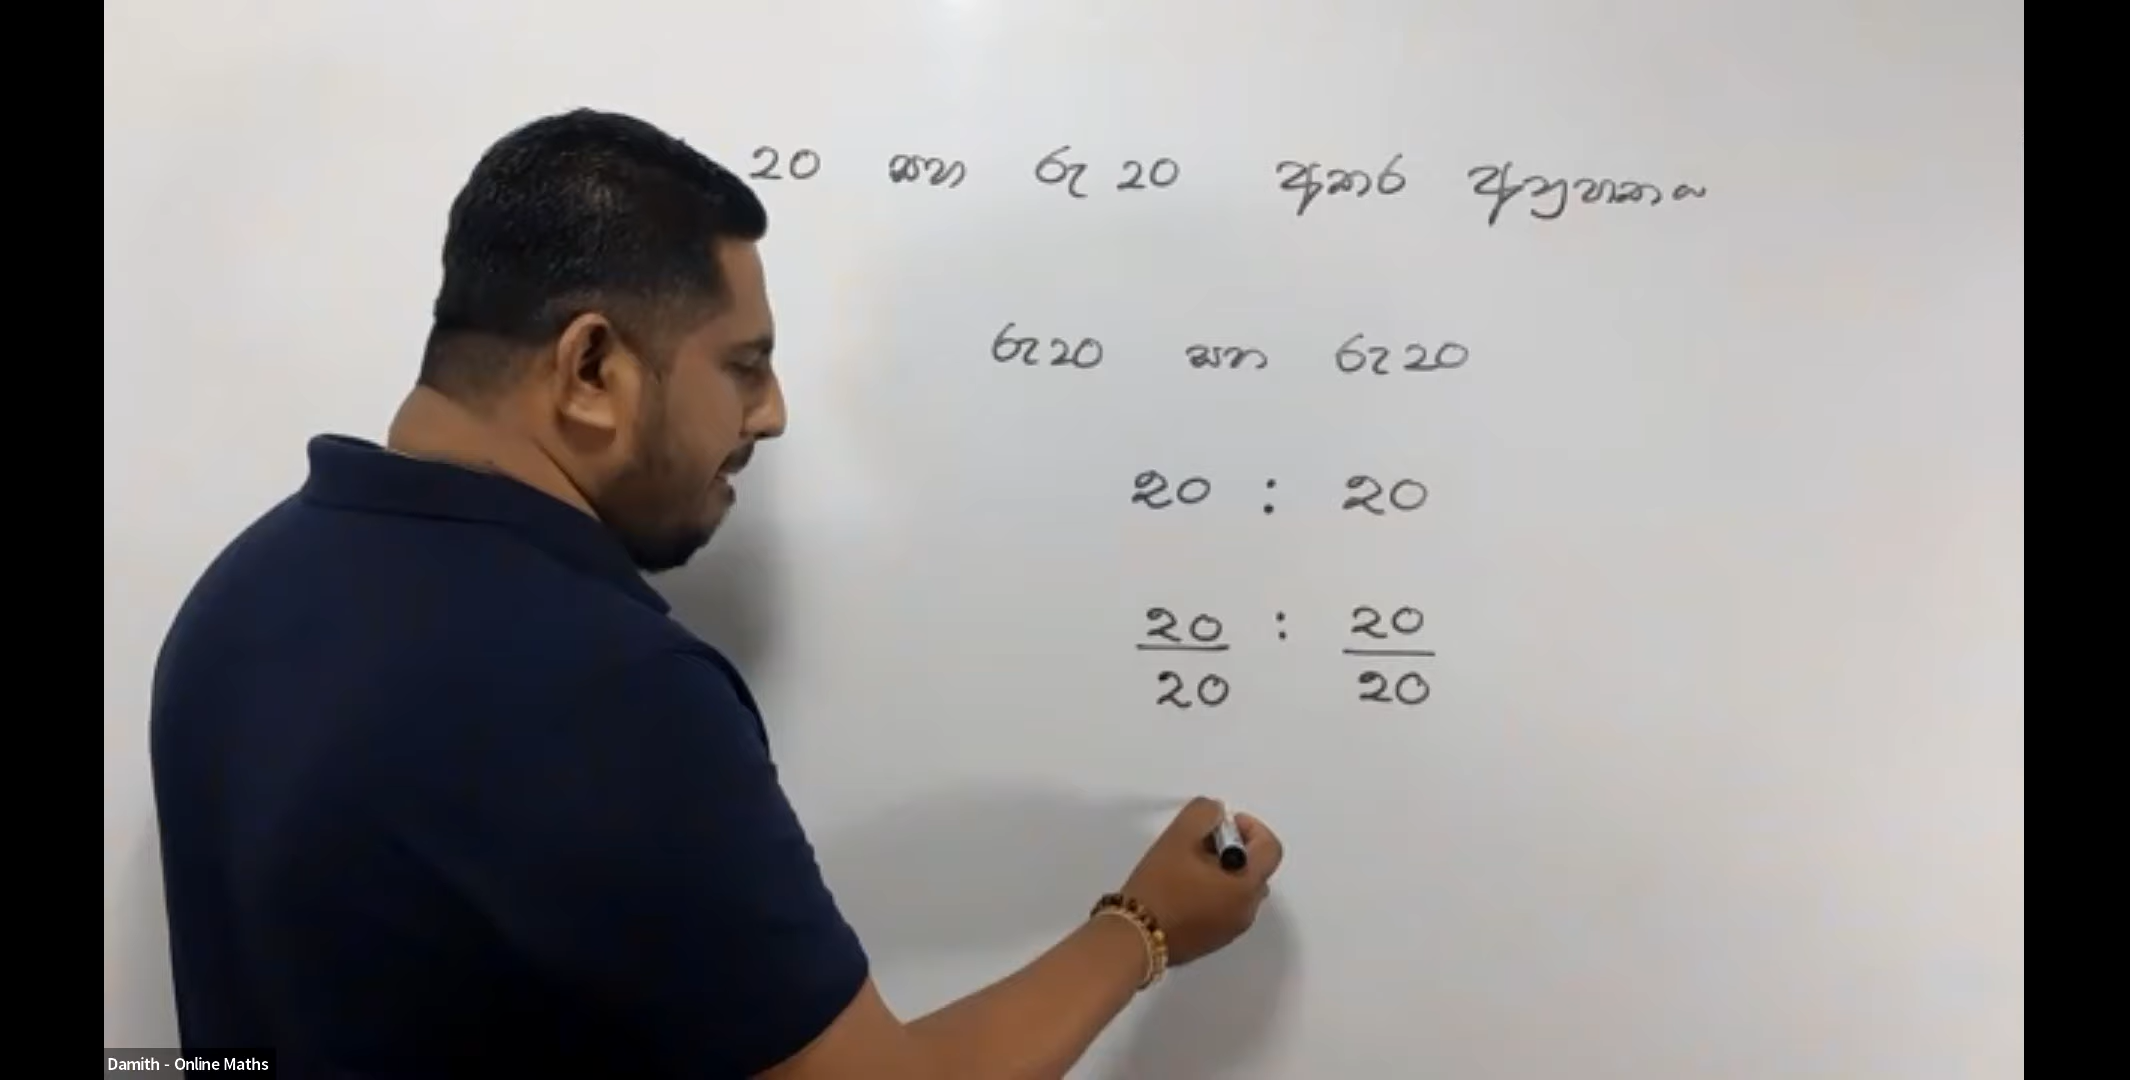 20 සහ රු 20 අතර අනුපාතය
රු 20 සහ රු 20
20 : 20
20 : 20
20 20
Damith - Online Maths